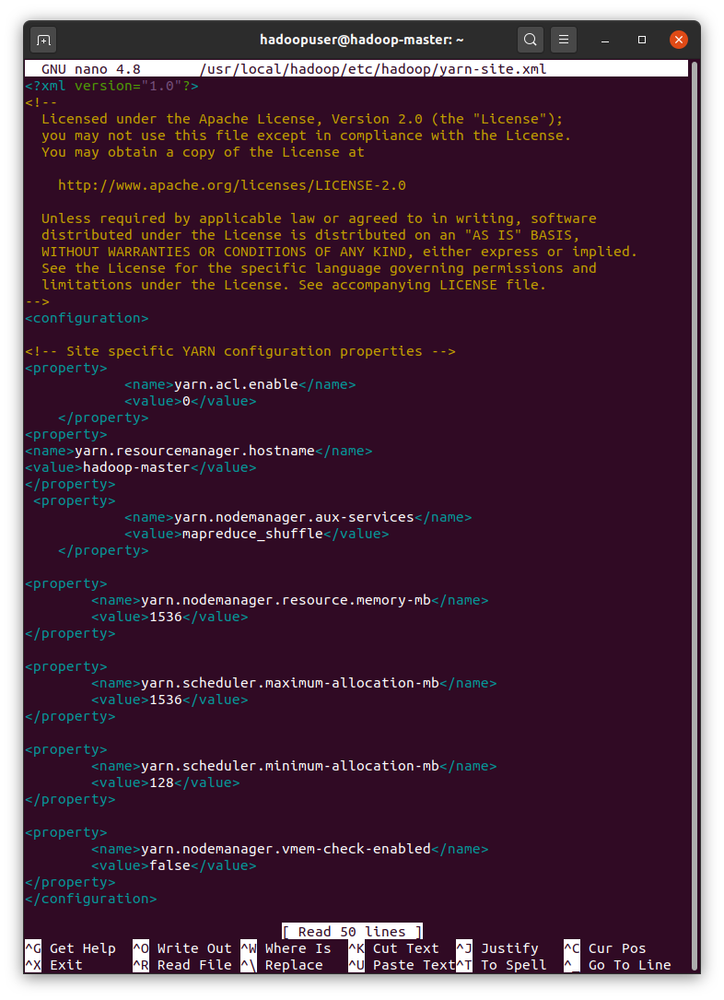 hadoopuser@hadoop-master: ~
GNU nano 4.8 /usr/local/hadoop/etc/hadoop/yarn-site.xml
<?xml version="1.0"?>
<!--
  Licensed under the Apache License, Version 2.0 (the "License");
  you may not use this file except in compliance with the License.
  You may obtain a copy of the License at

    http://www.apache.org/licenses/LICENSE-2.0

  Unless required by applicable law or agreed to in writing, software
  distributed under the License is distributed on an "AS IS" BASIS,
  WITHOUT WARRANTIES OR CONDITIONS OF ANY KIND, either express or implied.
  See the License for the specific language governing permissions and
  limitations under the License. See accompanying LICENSE file.
-->
<configuration>

<!-- Site specific YARN configuration properties -->
<property>
            <name>yarn.acl.enable</name>
            <value>0</value>
    </property>
<property>
<name>yarn.resourcemanager.hostname</name>
<value>hadoop-master</value>
</property>
 <property>
            <name>yarn.nodemanager.aux-services</name>
            <value>mapreduce_shuffle</value>
    </property>

<property>
        <name>yarn.nodemanager.resource.memory-mb</name>
        <value>1536</value>
</property>

<property>
        <name>yarn.scheduler.maximum-allocation-mb</name>
        <value>1536</value>
</property>

<property>
        <name>yarn.scheduler.minimum-allocation-mb</name>
        <value>128</value>
</property>

<property>
        <name>yarn.nodemanager.vmem-check-enabled</name>
        <value>false</value>
</property>
</configuration>

[ Read 50 lines ]
^G Get Help ^O Write Out ^W Where Is ^K Cut Text ^J Justify ^C Cur Pos
^X Exit ^R Read File ^\ Replace ^U Paste Text ^T To Spell ^_ Go To Line